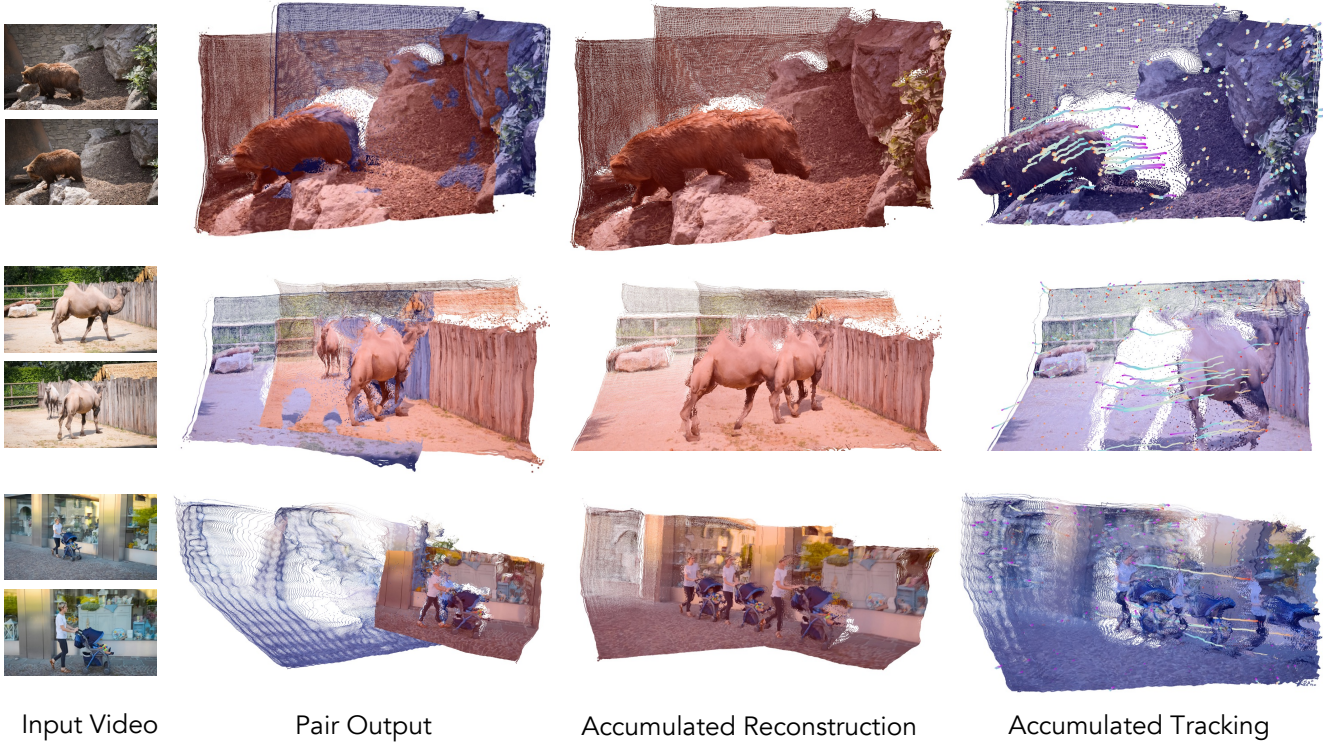 Input Video
Pair Output
Accumulated Reconstruction
Accumulated Tracking